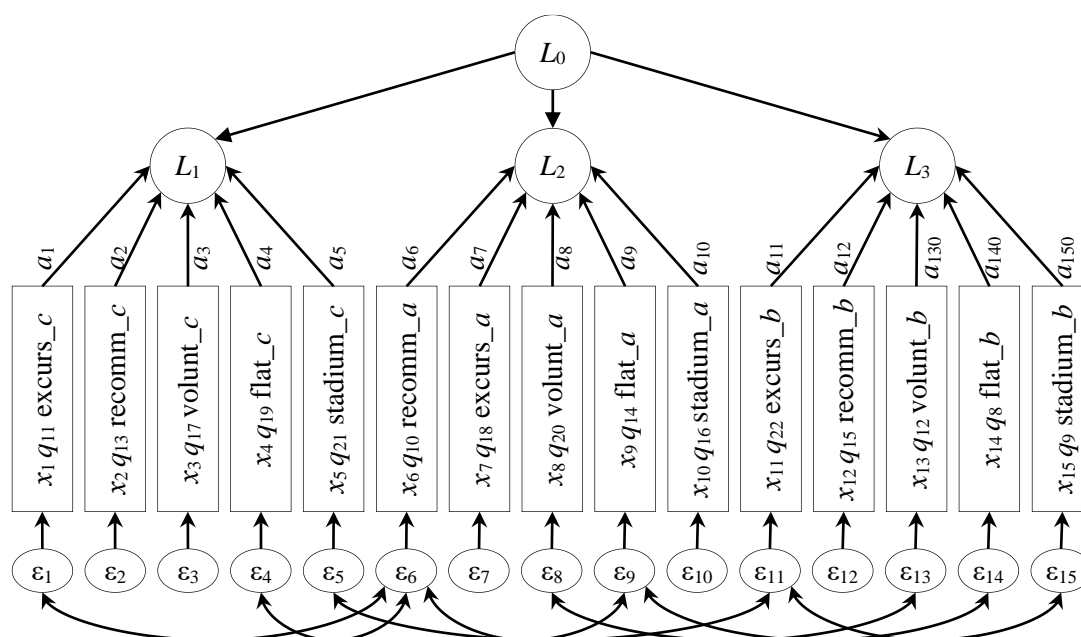 L₀
L₁ L₂ L₃
a₁ a₂ a₃ a₄ a₅ a₆ a₇ a₈ a₉ a₁₀ a₁₁ a₁₂ a₁₃₀ a₁₄₀ a₁₅₀
x₁ q₁₁ excurs_c
x₂ q₁₃ recomm_c
x₃ q₁₇ volunt_c
x₄ q₁₉ flat_c
x₅ q₂₁ stadium_c
x₆ q₁₀ recomm_a
x₇ q₁₈ excurs_a
x₈ q₂₀ volunt_a
x₉ q₁₄ flat_a
x₁₀ q₁₆ stadium_a
x₁₁ q₂₂ excurs_b
x₁₂ q₁₅ recomm_b
x₁₃ q₁₂ volunt_b
x₁₄ q₈ flat_b
x₁₅ q₉ stadium_b
ε₁ ε₂ ε₃ ε₄ ε₅ ε₆ ε₇ ε₈ ε₉ ε₁₀ ε₁₁ ε₁₂ ε₁₃ ε₁₄ ε₁₅